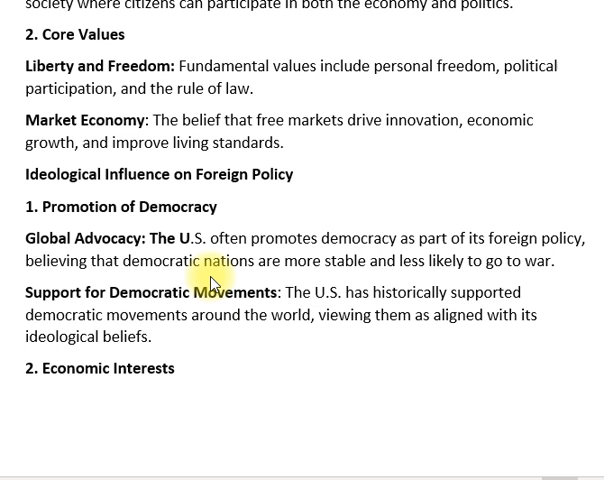 society where citizens can participate in both the economy and politics.
2. Core Values
Liberty and Freedom: Fundamental values include personal freedom, political
participation, and the rule of law.
Market Economy: The belief that free markets drive innovation, economic
growth, and improve living standards.
Ideological Influence on Foreign Policy
1. Promotion of Democracy
Global Advocacy: The U.S. often promotes democracy as part of its foreign policy,
believing that democratic nations are more stable and less likely to go to war.
Support for Democratic Movements: The U.S. has historically supported
democratic movements around the world, viewing them as aligned with its
ideological beliefs.
2. Economic Interests